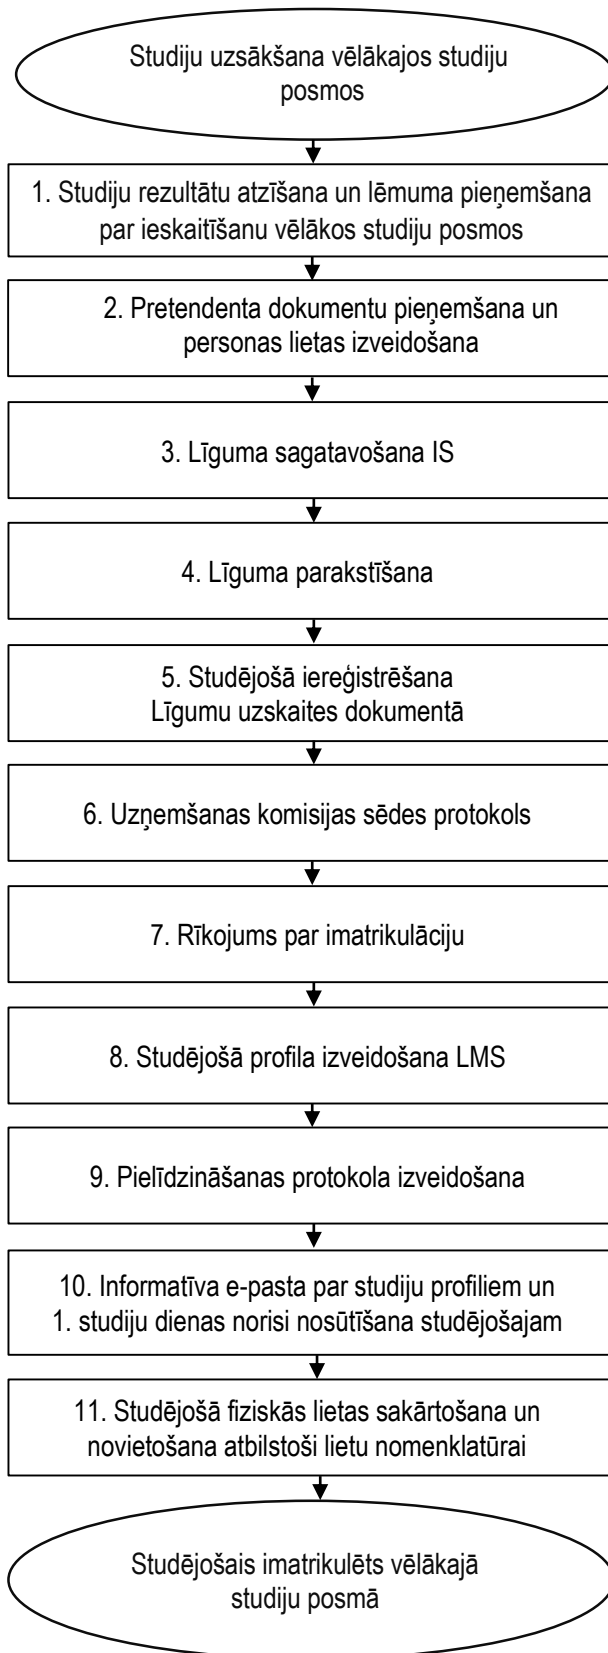 Studiju uzsākšana vēlākajos studiju
posmos
1. Studiju rezultātu atzīšana un lēmuma pieņemšana
par ieskaitīšanu vēlākos studiju posmos
2. Pretendenta dokumentu pieņemšana un
personas lietas izveidošana
3. Līguma sagatavošana IS
4. Līguma parakstīšana
5. Studējošā iereģistrēšana
Līgumu uzskaites dokumentā
6. Uzņemšanas komisijas sēdes protokols
7. Rīkojums par imatrikulāciju
8. Studējošā profila izveidošana LMS
9. Pielīdzināšanas protokola izveidošana
10. Informatīva e-pasta par studiju profiliem un
1. studiju dienas norisi nosūtīšana studējošajam
11. Studējošā fiziskās lietas sakārtošana un
novietošana atbilstoši lietu nomenklatūrai
Studējošais imatrikulēts vēlākajā
studiju posmā